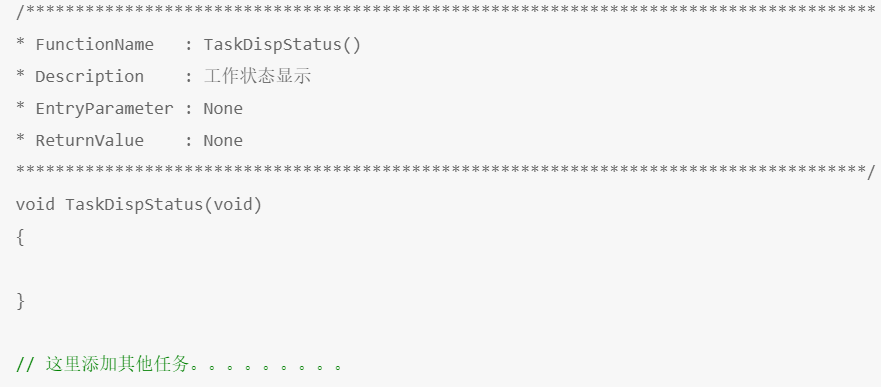 /**************************************************************************************
* FunctionName   : TaskDispStatus()
* Description    : 工作状态显示
* EntryParameter : None
* ReturnValue    : None
**************************************************************************************/
void TaskDispStatus(void)
{
}
// 这里添加其他任务。。。。。。。。。